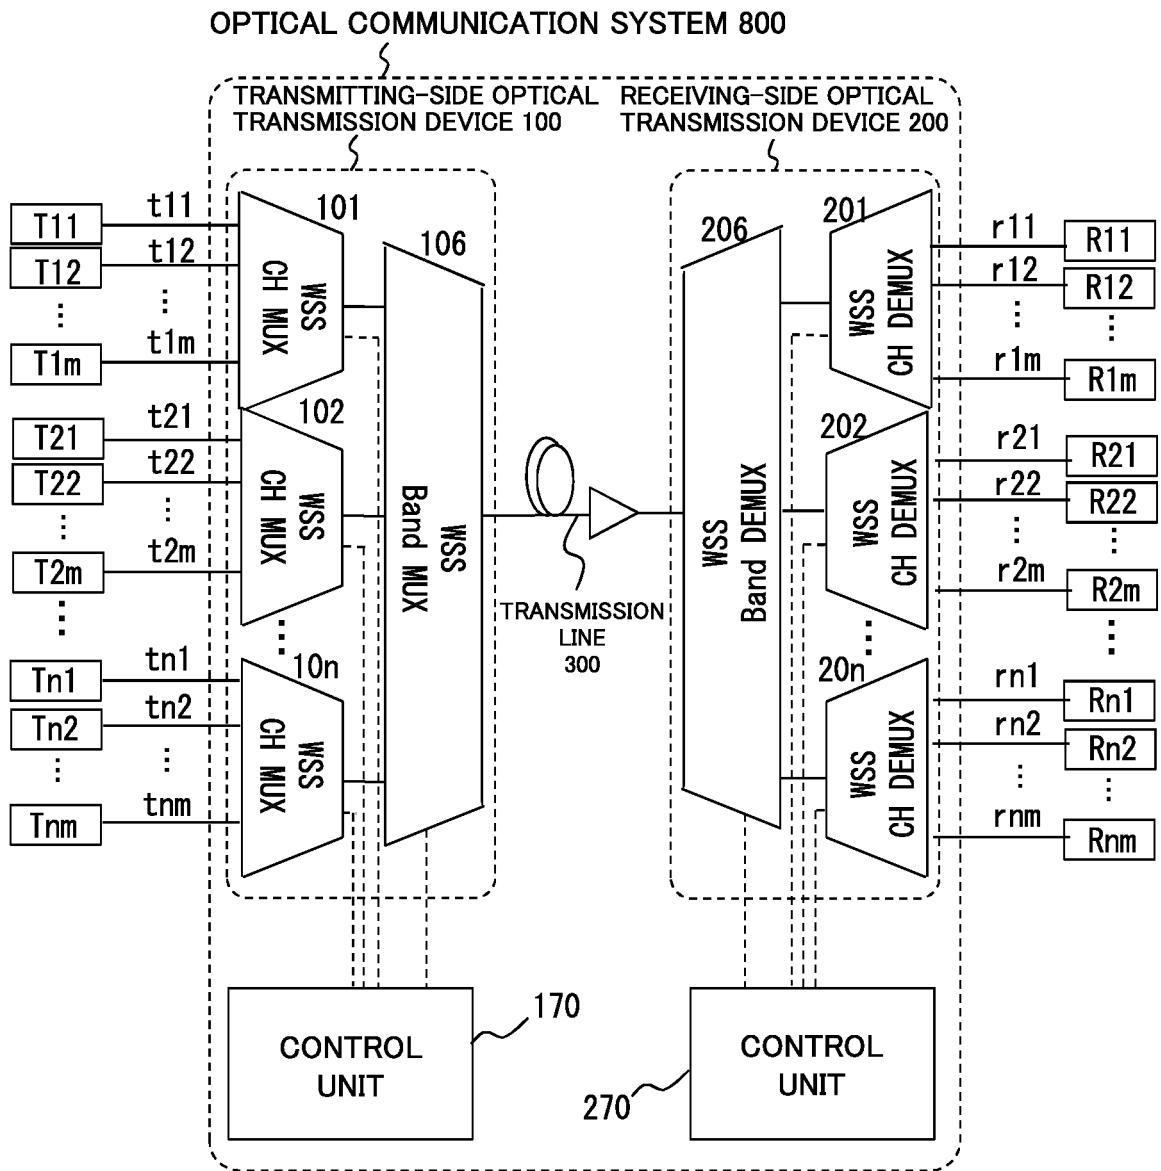 OPTICAL COMMUNICATION SYSTEM 800
TRANSMITTING-SIDE OPTICAL
TRANSMISSION DEVICE 100
RECEIVING-SIDE OPTICAL
TRANSMISSION DEVICE 200
T11
T12
T1m
T21
T22
T2m
Tn1
Tn2
Tnm
t11
t12
t1m
t21
t22
t2m
tn1
tn2
tnm
101
WSS
CH MUX
102
WSS
CH MUX
10n
WSS
CH MUX
106
WSS
Band MUX
TRANSMISSION
LINE
300
206
WSS
Band DEMUX
201
WSS
CH DEMUX
202
WSS
CH DEMUX
20n
WSS
CH DEMUX
r11
r12
r1m
r21
r22
r2m
rn1
rn2
rnm
R11
R12
R1m
R21
R22
R2m
Rn1
Rn2
Rnm
CONTROL
UNIT
170
CONTROL
UNIT
270